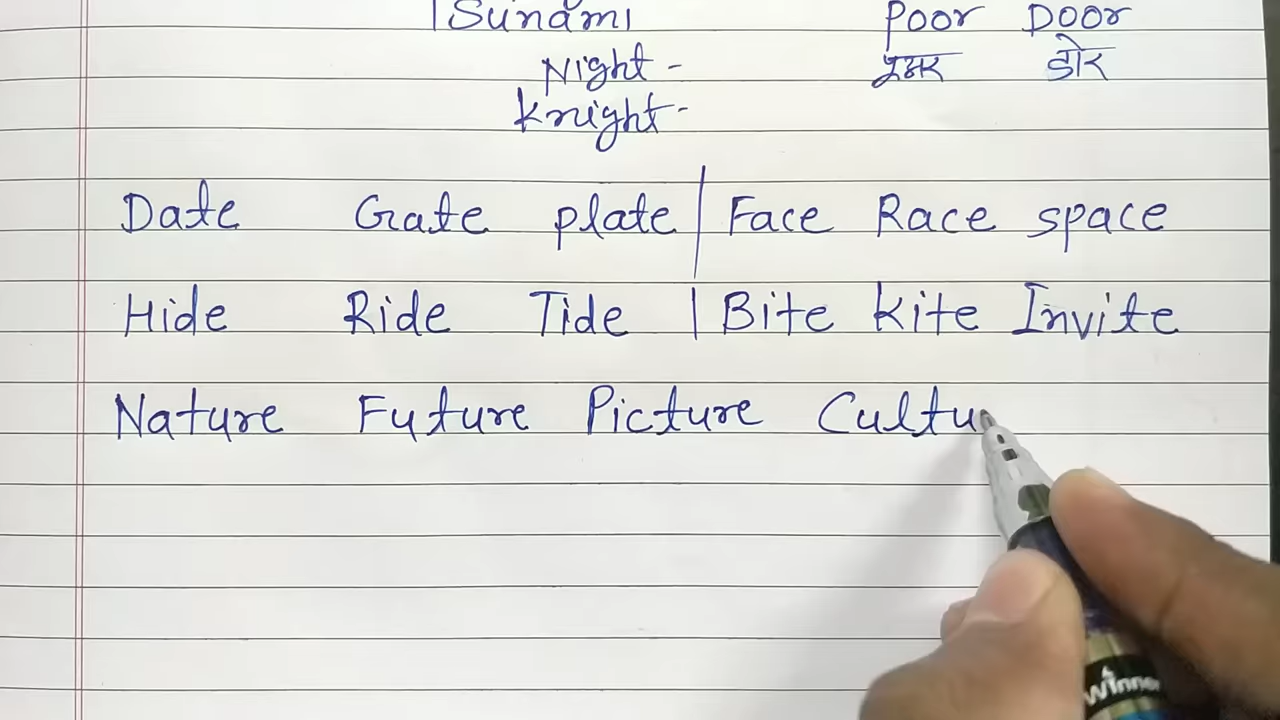 Tsunami Poor Door
Night - डोर
Knight -
Date Grate plate | Face Race space
Hide Ride Tide | Bite Kite Invite
Nature Future Picture Cultu
Winner